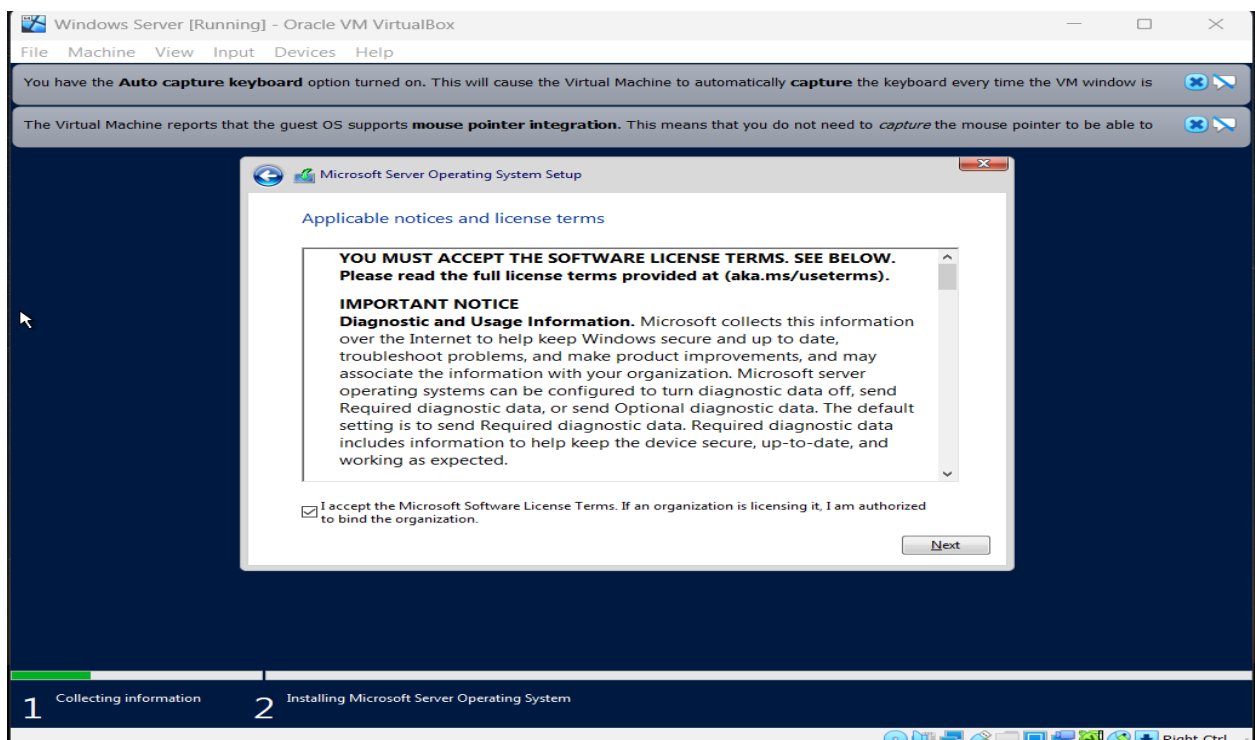 Windows Server [Running] - Oracle VM VirtualBox
File Machine View Input Devices Help
You have the Auto capture keyboard option turned on. This will cause the Virtual Machine to automatically capture the keyboard every time the VM window is
The Virtual Machine reports that the guest OS supports mouse pointer integration. This means that you do not need to capture the mouse pointer to be able to
Microsoft Server Operating System Setup
Applicable notices and license terms
YOU MUST ACCEPT THE SOFTWARE LICENSE TERMS. SEE BELOW.
Please read the full license terms provided at (aka.ms/useterms).
IMPORTANT NOTICE
Diagnostic and Usage Information. Microsoft collects this information
over the Internet to help keep Windows secure and up to date,
troubleshoot problems, and make product improvements, and may
associate the information with your organization. Microsoft server
operating systems can be configured to turn diagnostic data off, send
Required diagnostic data, or send Optional diagnostic data. The default
setting is to send Required diagnostic data. Required diagnostic data
includes information to help keep the device secure, up-to-date, and
working as expected.
I accept the Microsoft Software License Terms. If an organization is licensing it, I am authorized
to bind the organization.
Next
1 Collecting information 2 Installing Microsoft Server Operating System
Right Ctrl